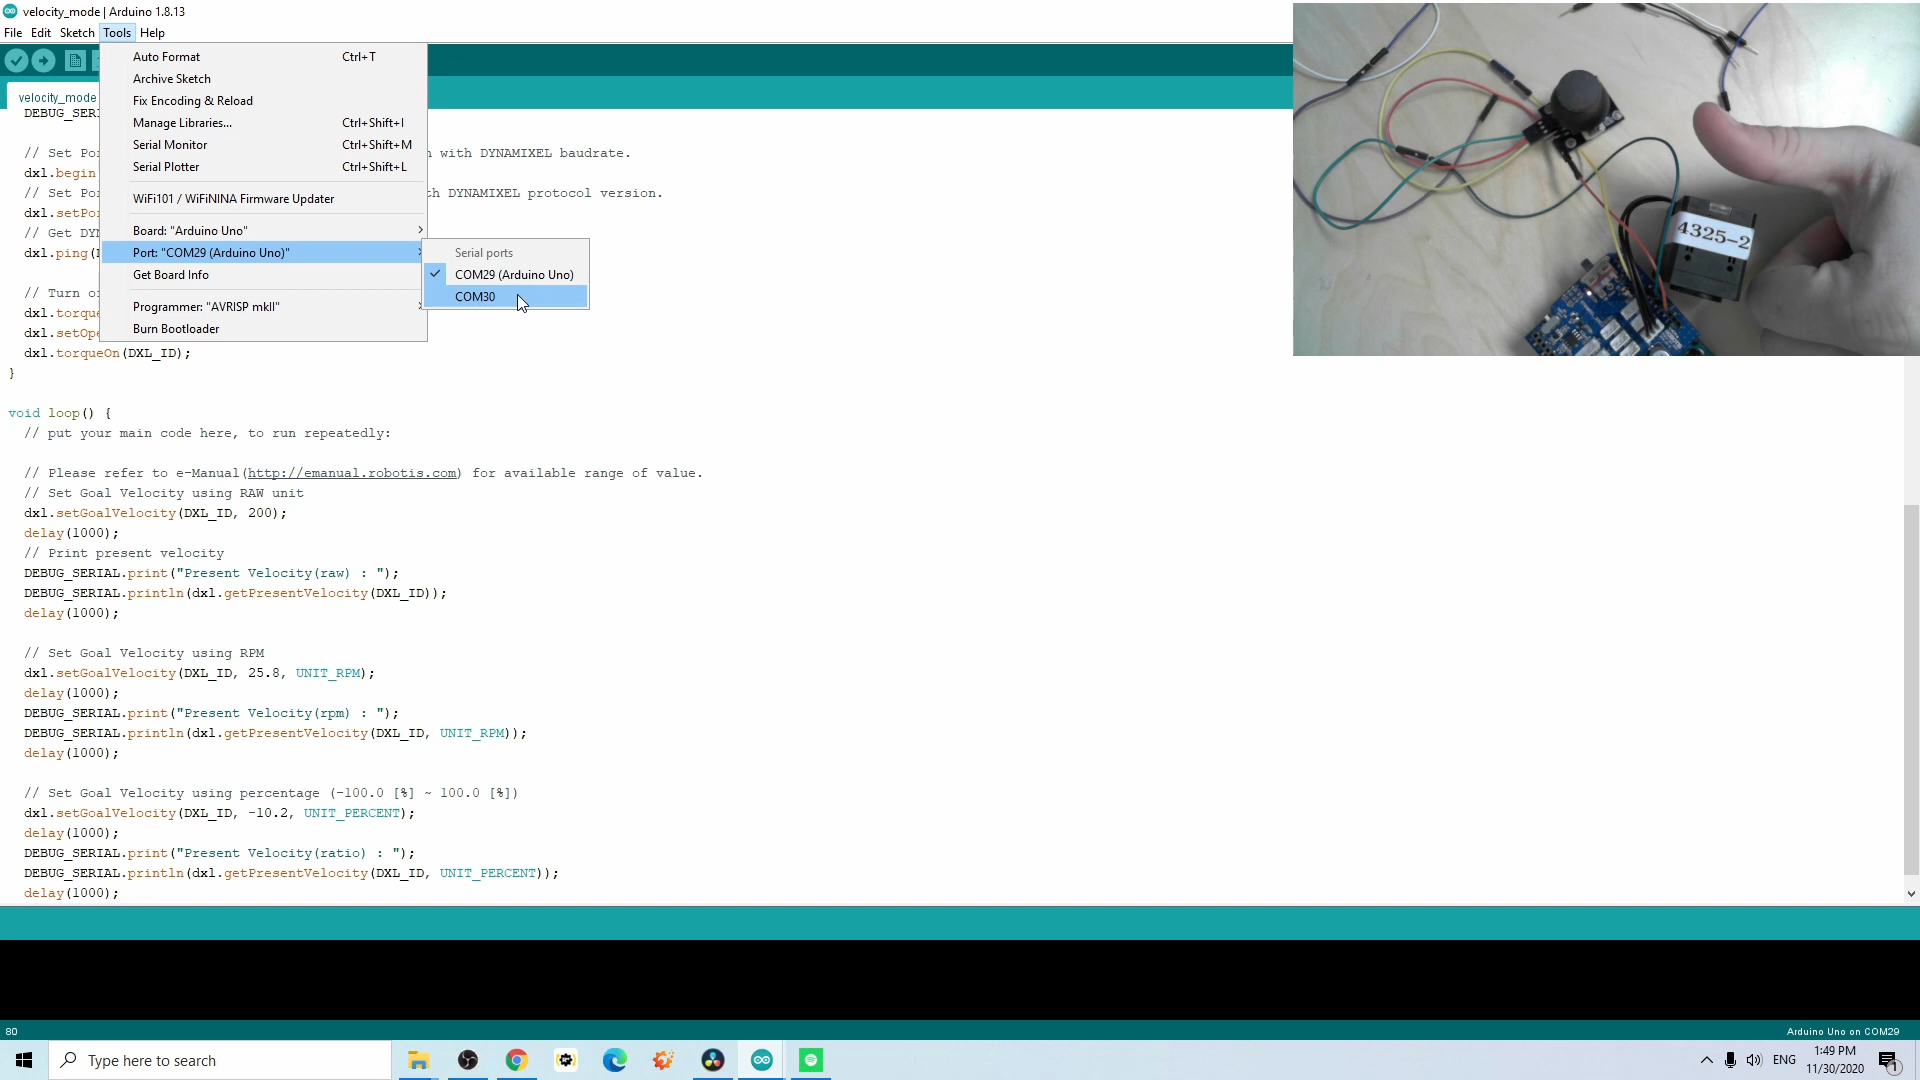 velocity_mode | Arduino 1.8.13
File Edit Sketch Tools Help
Auto Format Ctrl+T
Archive Sketch
Fix Encoding & Reload
Manage Libraries... Ctrl+Shift+I
Serial Monitor Ctrl+Shift+M
Serial Plotter Ctrl+Shift+L
WiFi101 / WiFiNINA Firmware Updater
Board: "Arduino Uno"
Port: "COM29 (Arduino Uno)"
Get Board Info
Programmer: "AVRISP mkII"
Burn Bootloader
Serial ports
COM29 (Arduino Uno)
COM30
4325-2
velocity_mode
DEBUG_SER
// Set Po with DYNAMIXEL baudrate.
dxl.begin
// Set Po th DYNAMIXEL protocol version.
dxl.setPo
// Get DY
dxl.ping(
// Turn o
dxl.torqu
dxl.setOp
dxl.torqueOn(DXL_ID);
}
void loop() {
// put your main code here, to run repeatedly:
// Please refer to e-Manual(http://emanual.robotis.com) for available range of value.
// Set Goal Velocity using RAW unit
dxl.setGoalVelocity(DXL_ID, 200);
delay(1000);
// Print present velocity
DEBUG_SERIAL.print("Present Velocity(raw) : ");
DEBUG_SERIAL.println(dxl.getPresentVelocity(DXL_ID));
delay(1000);
// Set Goal Velocity using RPM
dxl.setGoalVelocity(DXL_ID, 25.8, UNIT_RPM);
delay(1000);
DEBUG_SERIAL.print("Present Velocity(rpm) : ");
DEBUG_SERIAL.println(dxl.getPresentVelocity(DXL_ID, UNIT_RPM));
delay(1000);
// Set Goal Velocity using percentage (-100.0 [%] ~ 100.0 [%])
dxl.setGoalVelocity(DXL_ID, -10.2, UNIT_PERCENT);
delay(1000);
DEBUG_SERIAL.print("Present Velocity(ratio) : ");
DEBUG_SERIAL.println(dxl.getPresentVelocity(DXL_ID, UNIT_PERCENT));
delay(1000);
80
Arduino Uno on COM29
Type here to search
ENG
1:49 PM
11/30/2020
1